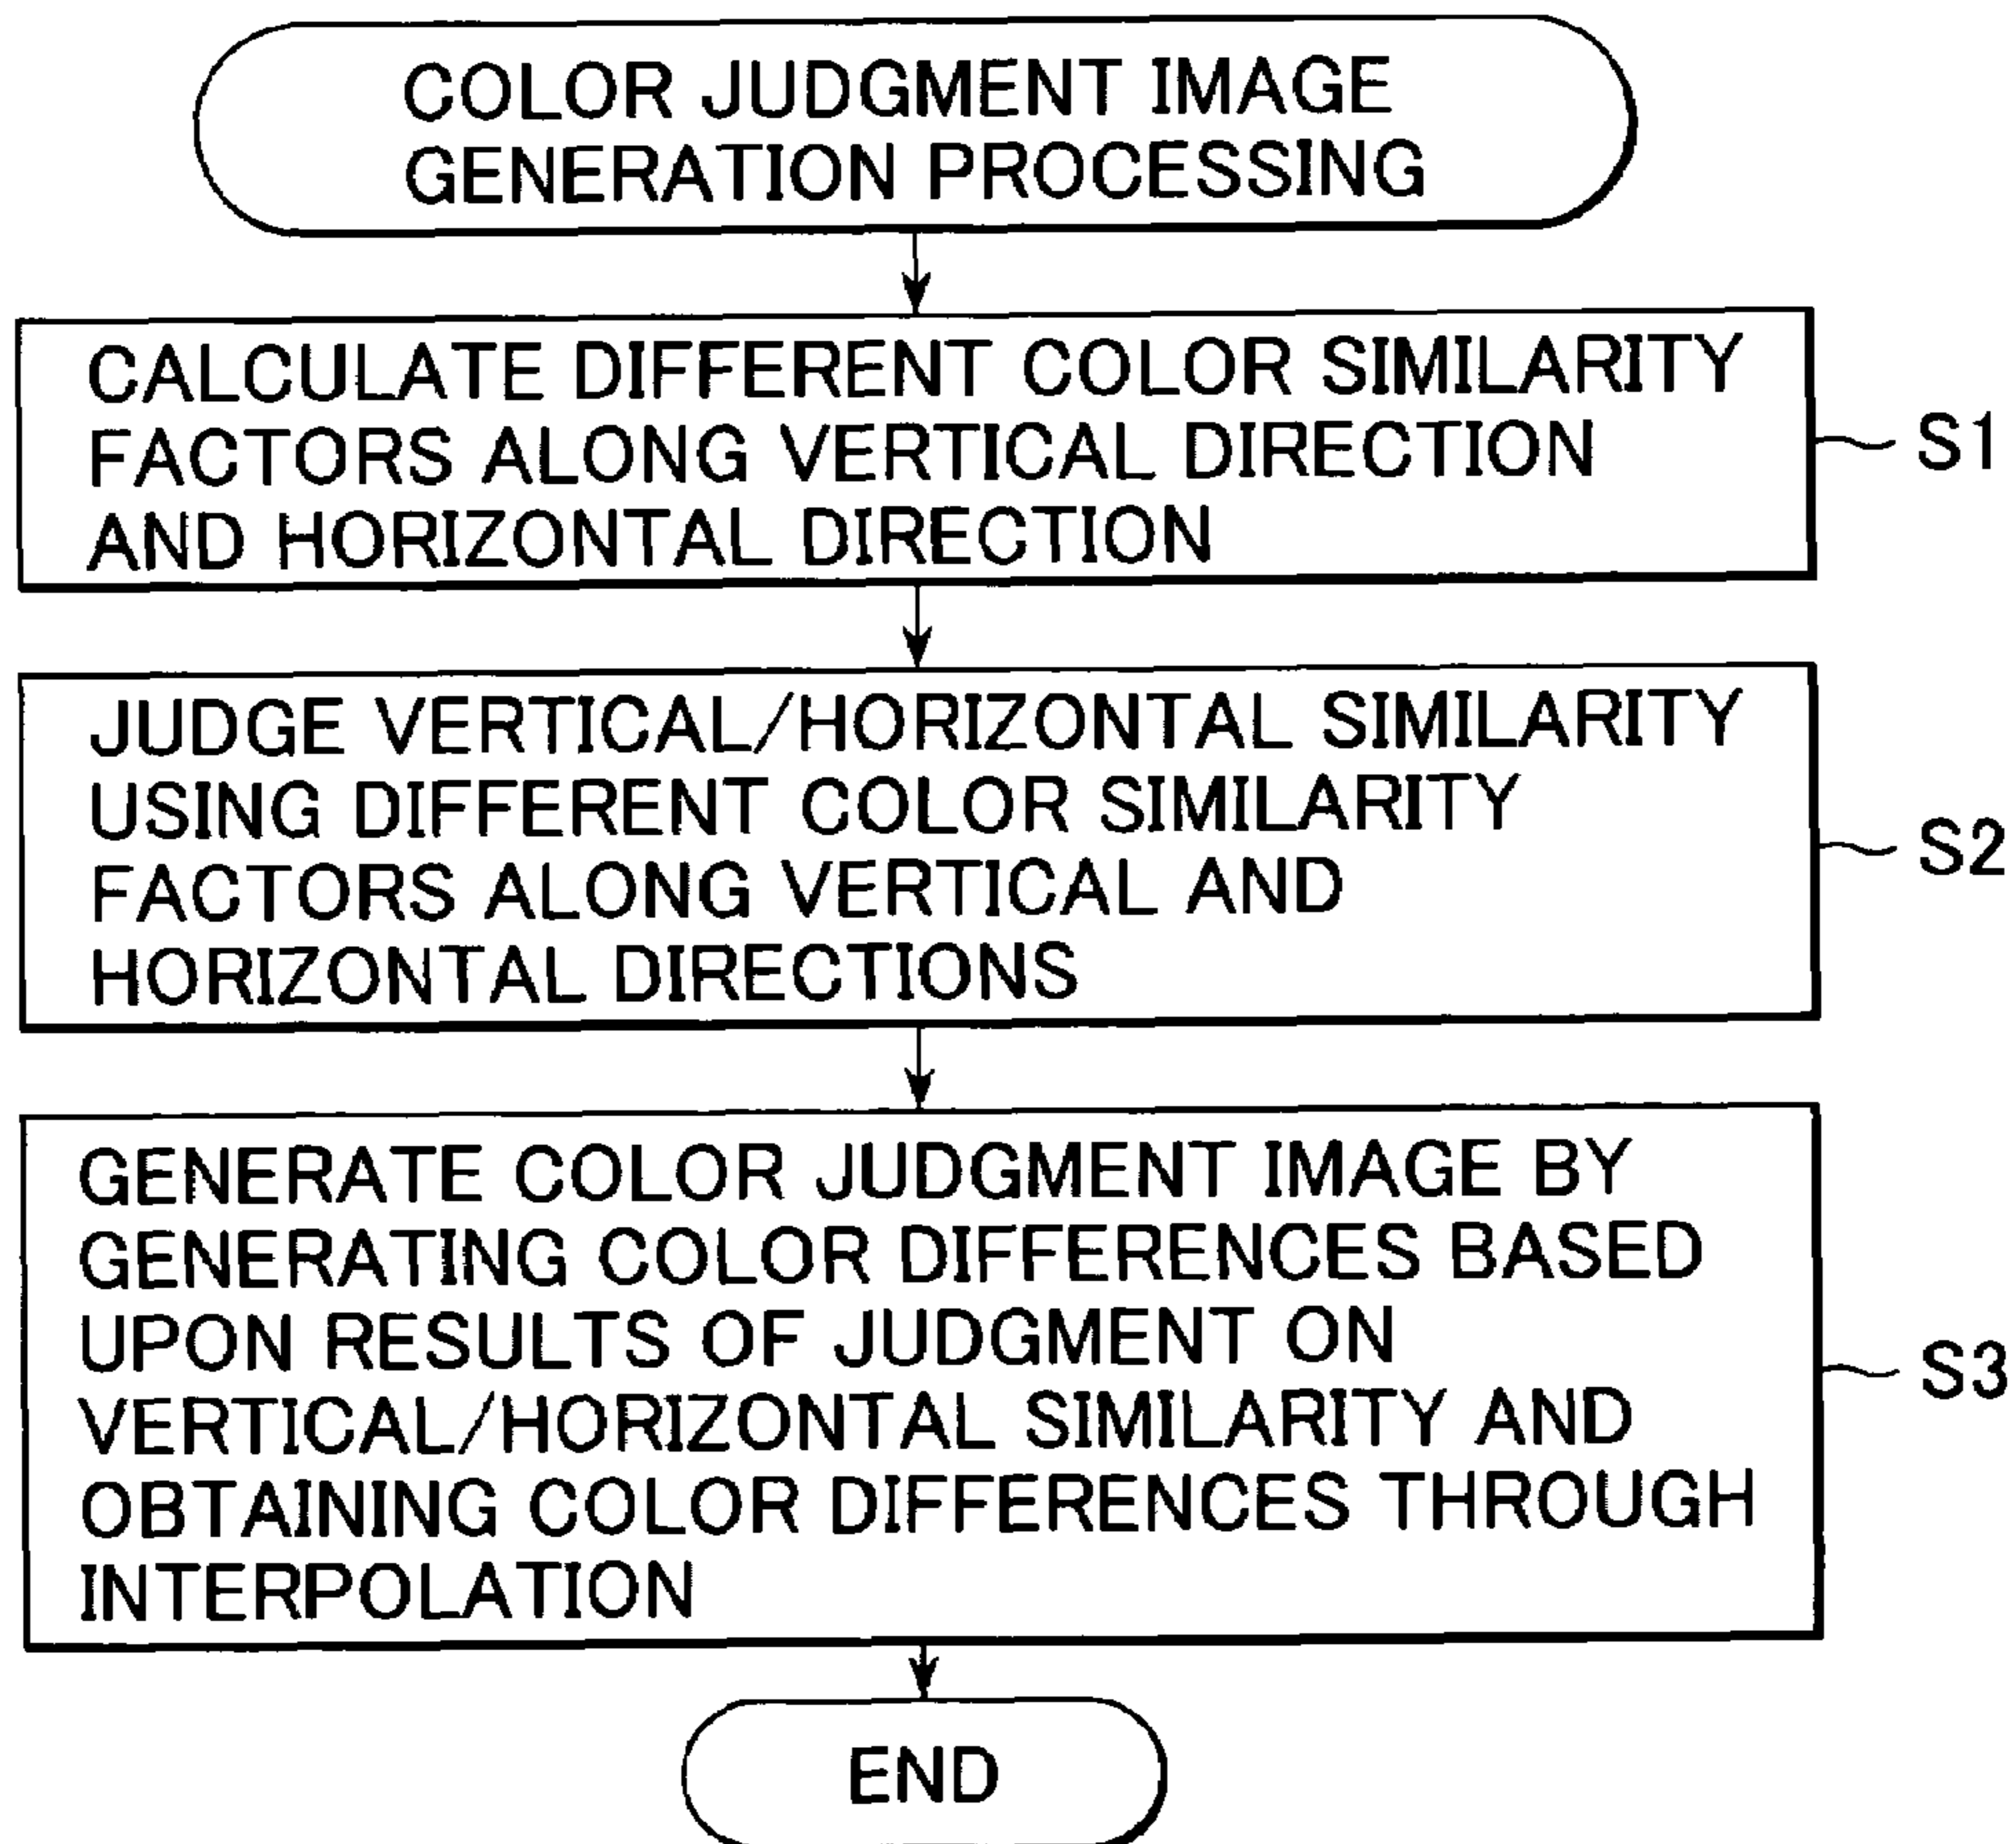 COLOR JUDGMENT IMAGE
GENERATION PROCESSING
CALCULATE DIFFERENT COLOR SIMILARITY
FACTORS ALONG VERTICAL DIRECTION
AND HORIZONTAL DIRECTION
S1
JUDGE VERTICAL/HORIZONTAL SIMILARITY
USING DIFFERENT COLOR SIMILARITY
FACTORS ALONG VERTICAL AND
HORIZONTAL DIRECTIONS
S2
GENERATE COLOR JUDGMENT IMAGE BY
GENERATING COLOR DIFFERENCES BASED
UPON RESULTS OF JUDGMENT ON
VERTICAL/HORIZONTAL SIMILARITY AND
OBTAINING COLOR DIFFERENCES THROUGH
INTERPOLATION
S3
END